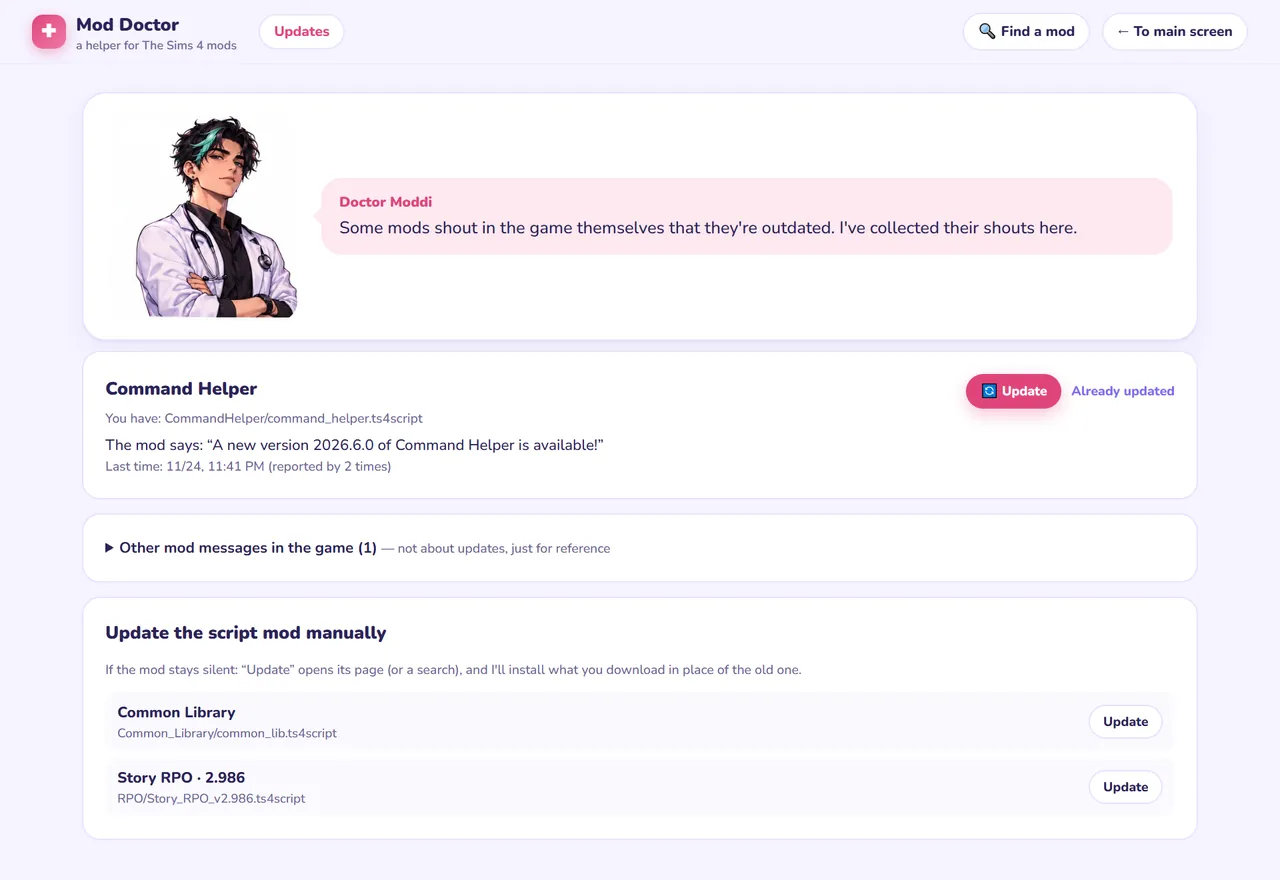 Mod Doctor
a helper for The Sims 4 mods
Updates
🔍 Find a mod
← To main screen
Doctor Moddi
Some mods shout in the game themselves that they're outdated. I've collected their shouts here.
Command Helper
🔄 Update
Already updated
You have: CommandHelper/command_helper.ts4script
The mod says: “A new version 2026.6.0 of Command Helper is available!”
Last time: 11/24, 11:41 PM (reported by 2 times)
▶ Other mod messages in the game (1) — not about updates, just for reference
Update the script mod manually
If the mod stays silent: “Update” opens its page (or a search), and I'll install what you download in place of the old one.
Common Library
Common_Library/common_lib.ts4script
Update
Story RPO · 2.986
RPO/Story_RPO_v2.986.ts4script
Update